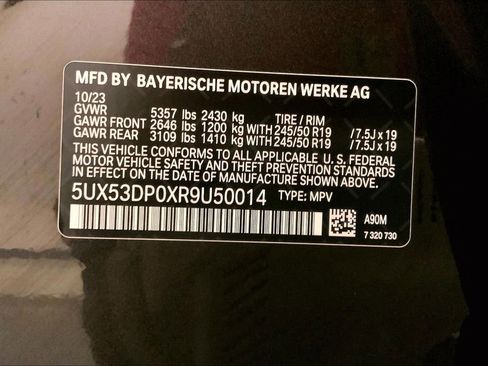 MFD BY BAYERISCHE MOTOREN WERKE AG
10/23
GVWR 5357 lbs 2430 kg TIRE / RIM
GAWR FRONT 2646 lbs 1200 kg WITH 245/50 R19 /7.5J x 19
GAWR REAR 3109 lbs 1410 kg WITH 245/50 R19 /7.5J x 19
THIS VEHICLE CONFORMS TO ALL APPLICABLE U. S. FEDERAL
MOTOR VEHICLE SAFETY AND THEFT PREVENTION STANDARDS
IN EFFECT ON THE DATE OF MANUFACTURE SHOWN ABOVE.
5UX53DP0XR9U50014 TYPE: MPV
A90M
7 320 730